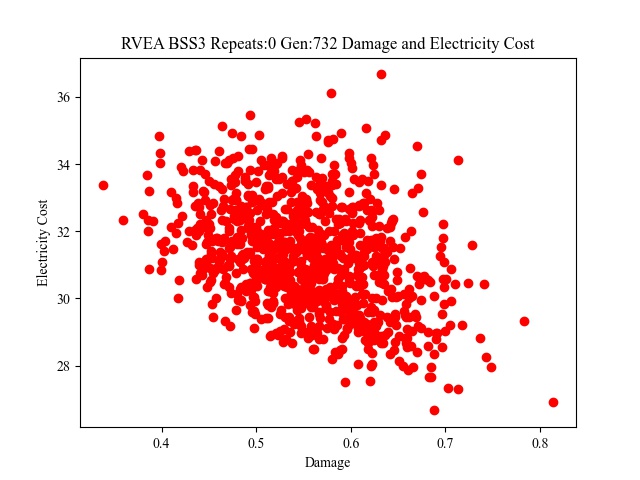 RVEA BSS3 Repeats:0 Gen:732 Damage and Electricity Cost
36
34
32
30
28
Electricity Cost
0.4 0.5 0.6 0.7 0.8
Damage